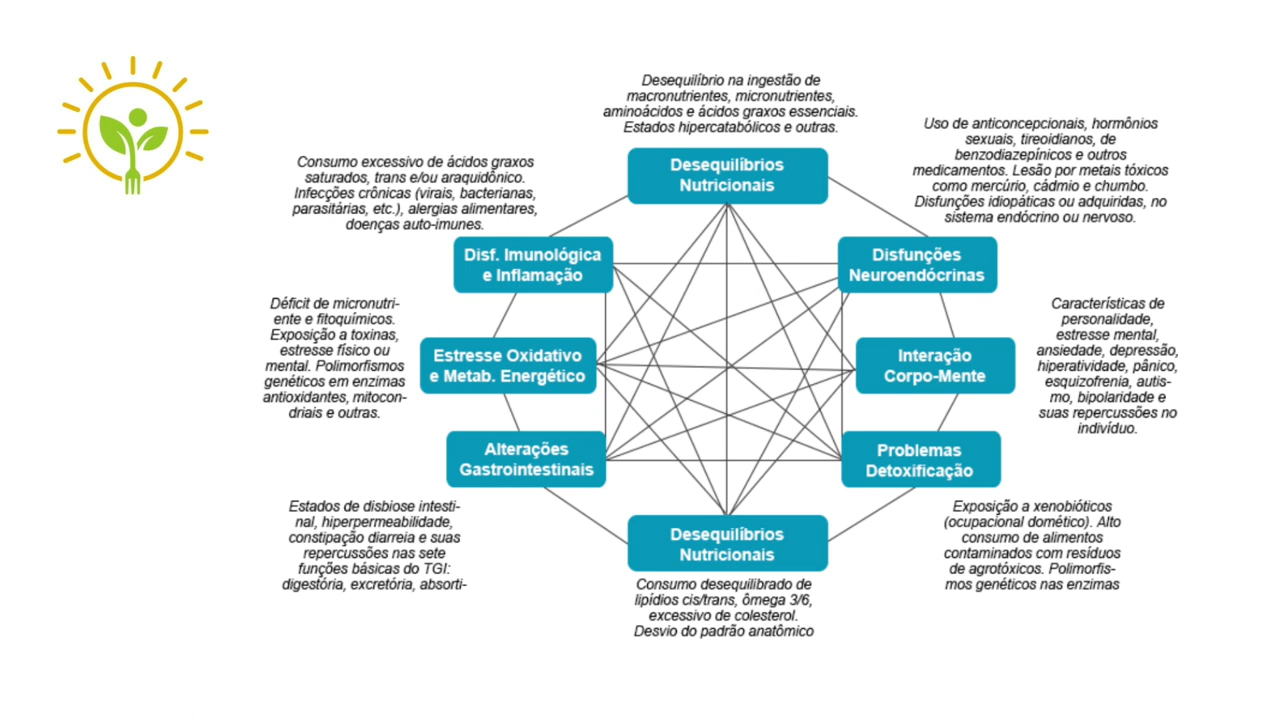 Desequilíbrio na ingestão de
macronutrientes, micronutrientes,
aminoácidos e ácidos graxos essenciais.
Estados hipercatabólicos e outras.
Desequilíbrios
Nutricionais
Uso de anticoncepcionais, hormônios
sexuais, tireoidianos, de
benzodiazepínicos e outros
medicamentos. Lesão por metais tóxicos
como mercúrio, cádmio e chumbo.
Disfunções idiopáticas ou adquiridas, no
sistema endócrino ou nervoso.
Consumo excessivo de ácidos graxos
saturados, trans e/ou araquidônico.
Infecções crônicas (virais, bacterianas,
parasitárias, etc.), alergias alimentares,
doenças auto-imunes.
Disf. Imunológica
e Inflamação
Disfunções
Neuroendócrinas
Déficit de micronutri-
ente e fitoquímicos.
Exposição a toxinas,
estresse físico ou
mental. Polimorfismos
genéticos em enzimas
antioxidantes, mitocon-
driais e outras.
Estresse Oxidativo
e Metab. Energético
Interação
Corpo-Mente
Características de
personalidade,
estresse mental,
ansiedade, depressão,
hiperatividade, pânico,
esquizofrenia, autis-
mo, bipolaridade e
suas repercussões no
indivíduo.
Alterações
Gastrointestinais
Problemas
Detoxificação
Estados de disbiose intesti-
nal, hiperpermeabilidade,
constipação diarreia e suas
repercussões nas sete
funções básicas do TGI:
digestória, excretória, absorti-
Desequilíbrios
Nutricionais
Consumo desequilibrado de
lipídios cis/trans, ômega 3/6,
excessivo de colesterol.
Desvio do padrão anatômico
Exposição a xenobióticos
(ocupacional domético). Alto
consumo de alimentos
contaminados com resíduos
de agrotóxicos. Polimorfis-
mos genéticos nas enzimas